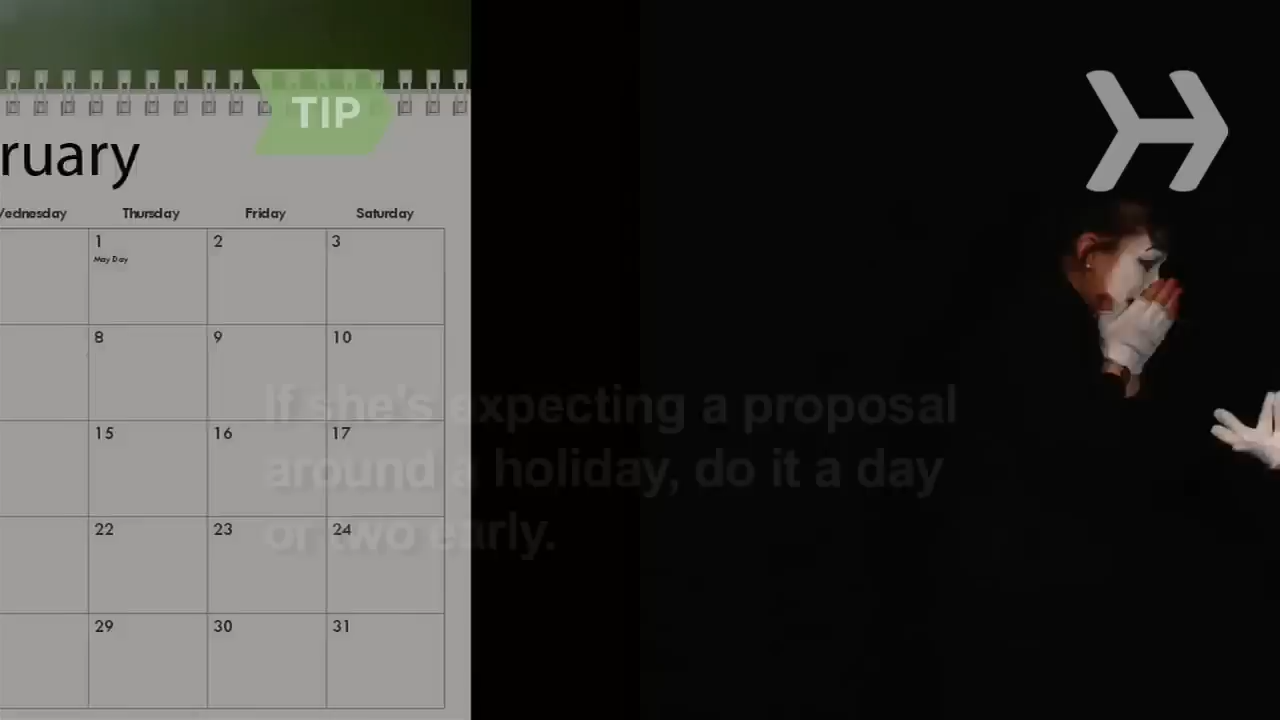 TIP
ruary
Wednesday Thursday Friday Saturday
1 2 3
May Day
8 9 10
If she's expecting a proposal
15 16 17
around a holiday, do it a day
22 23 24
or two early.
29 30 31